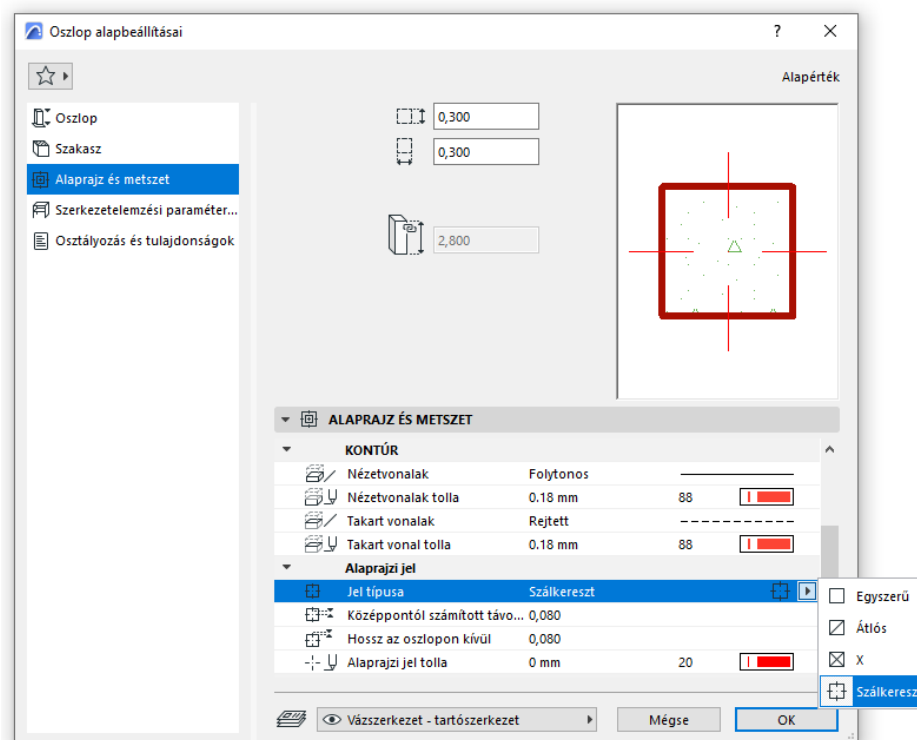 Oszlop alapbeállításai ?
Alapérték
Oszlop
Szakasz
Alaprajz és metszet
Szerkezetelemzési paraméter...
Osztályozás és tulajdonságok
0,300
0,300
2,800
ALAPRAJZ ÉS METSZET
KONTÚR
Nézetvonalak Folytonos
Nézetvonalak tolla 0.18 mm 88
Takart vonalak Rejtett
Takart vonal tolla 0.18 mm 88
Alaprajzi jel
Jel típusa Szálkereszt
Középpontól számított távo... 0,080
Hossz az oszlopon kívül 0,080
Alaprajzi jel tolla 0 mm 20
Egyszerű
Átlós
X
Szálkeresz
Vázszerkezet - tartószerkezet Mégse OK